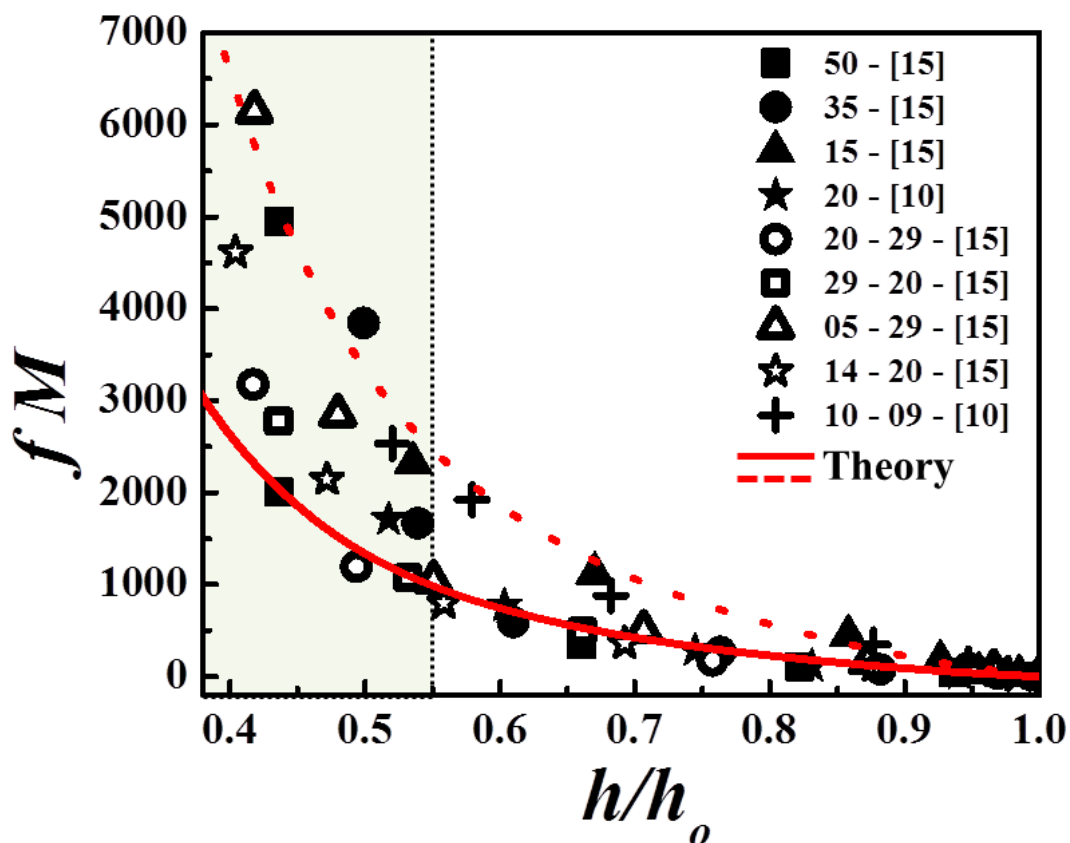 7000
6000
5000
4000
3000
2000
1000
0
f M
0.4 0.5 0.6 0.7 0.8 0.9 1.0
h/h_o
50 - [15]
35 - [15]
15 - [15]
20 - [10]
20 - 29 - [15]
29 - 20 - [15]
05 - 29 - [15]
14 - 20 - [15]
10 - 09 - [10]
Theory